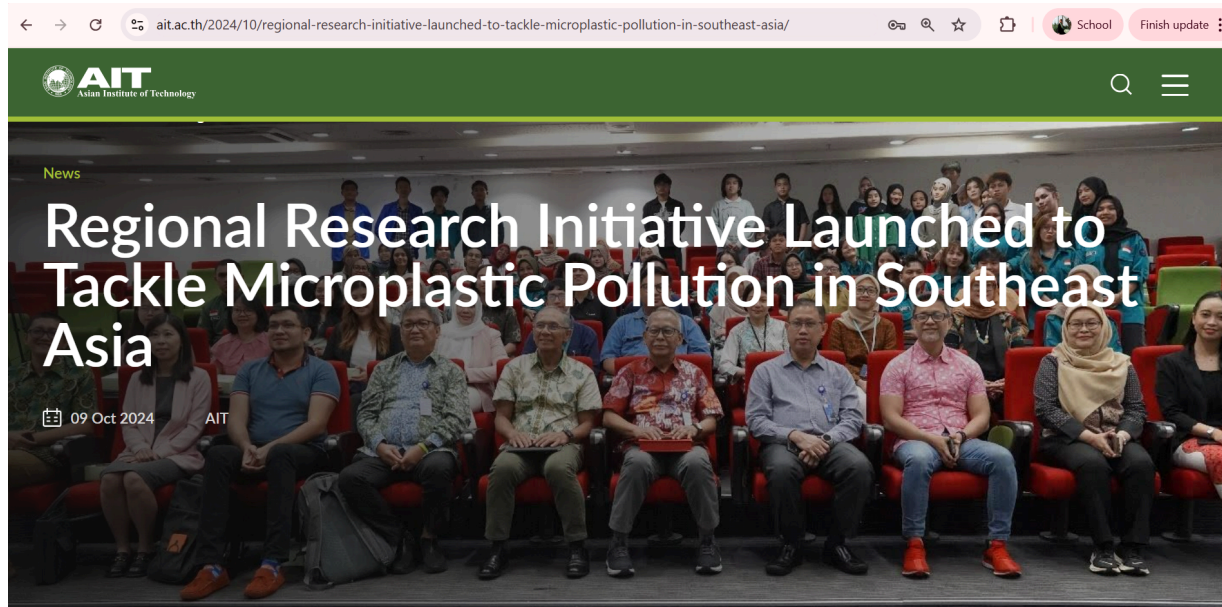 ait.ac.th/2024/10/regional-research-initiative-launched-to-tackle-microplastic-pollution-in-southeast-asia/
School
Finish update
AIT
Asian Institute of Technology
News
Regional Research Initiative Launched to
Tackle Microplastic Pollution in Southeast
Asia
09 Oct 2024 AIT